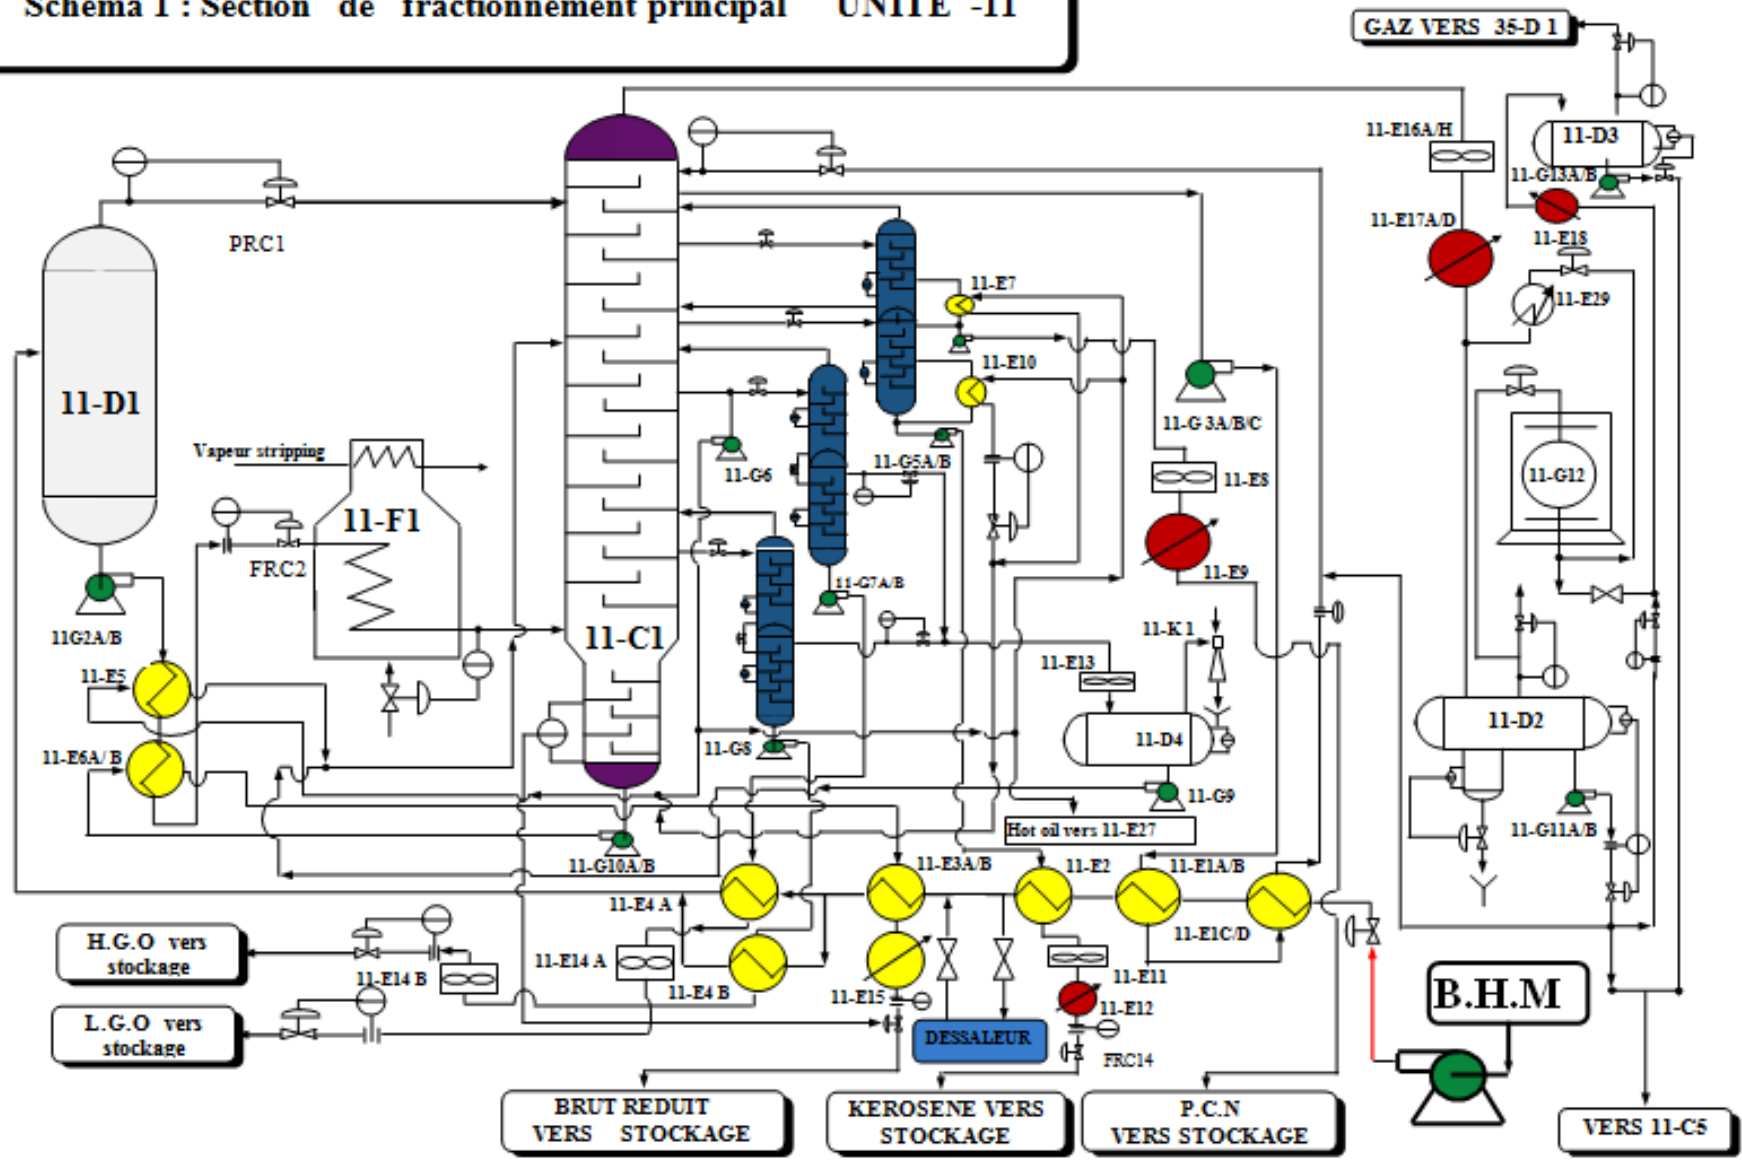 Schéma 1 : Section de fractionnement principal UNITE -11
GAZ VERS 35-D 1
11-E16A/H
11-D3
11-G13A/B
11-E17A/D
11-E18
PRC1
11-E7
11-E29
11-E10
11-D1
11-G 3A/B/C
Vapeur stripping
11-G6
11-G5A/B
11-E8
11-G12
11-F1
FRC2
11-E9
11-G7A/B
11G2A/B
11-C1
11-K 1
11-E5
11-E13
11-D2
11-E6A/ B
11-G8
11-D4
11-G9
Hot oil vers 11-E27
11-G11A/B
11-G10A/B
11-E3A/B
11-E2
11-E1A/B
11-E4 A
11-E1C/D
H.G.O vers
stockage
11-E14 B
11-E14 A
11-E4 B
11-E15
11-E11
11-E12
B.H.M
L.G.O vers
stockage
DESSALEUR
FRC14
BRUT REDUIT
VERS STOCKAGE
KEROSENE VERS
STOCKAGE
P.C.N
VERS STOCKAGE
VERS 11-C5